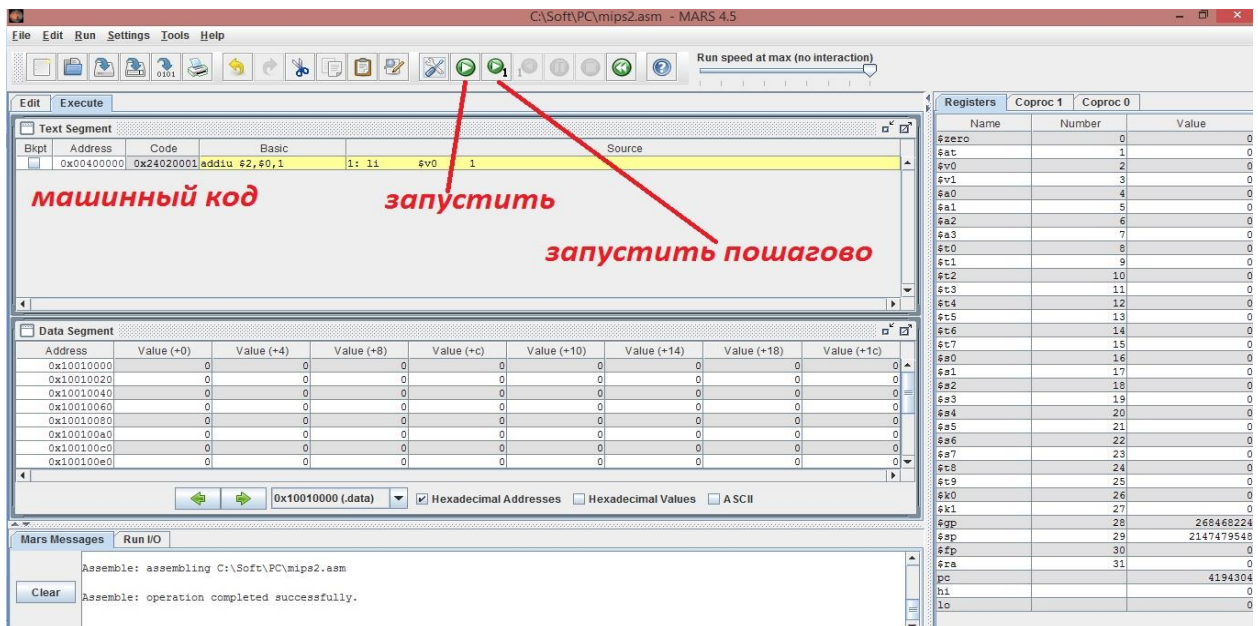 C:\Soft\PC\mips2.asm - MARS 4.5
File Edit Run Settings Tools Help
Run speed at max (no interaction)
Edit Execute
Text Segment
Bkpt Address Code Basic Source
0x00400000 0x24020001 addiu $2,$0,1 1: li $v0 1
машинный код
запустить
запустить пошагово
Data Segment
Address Value (+0) Value (+4) Value (+8) Value (+c) Value (+10) Value (+14) Value (+18) Value (+1c)
0x10010000 0 0 0 0 0 0 0 0
0x10010020 0 0 0 0 0 0 0 0
0x10010040 0 0 0 0 0 0 0 0
0x10010060 0 0 0 0 0 0 0 0
0x10010080 0 0 0 0 0 0 0 0
0x100100a0 0 0 0 0 0 0 0 0
0x100100c0 0 0 0 0 0 0 0 0
0x100100e0 0 0 0 0 0 0 0 0
0x10010000 (.data) Hexadecimal Addresses Hexadecimal Values ASCII
Mars Messages Run I/O
Assemble: assembling C:\Soft\PC\mips2.asm
Assemble: operation completed successfully.
Clear
Registers Coproc 1 Coproc 0
Name Number Value
$zero 0 0
$at 1 0
$v0 2 0
$v1 3 0
$a0 4 0
$a1 5 0
$a2 6 0
$a3 7 0
$t0 8 0
$t1 9 0
$t2 10 0
$t3 11 0
$t4 12 0
$t5 13 0
$t6 14 0
$t7 15 0
$s0 16 0
$s1 17 0
$s2 18 0
$s3 19 0
$s4 20 0
$s5 21 0
$s6 22 0
$s7 23 0
$t8 24 0
$t9 25 0
$k0 26 0
$k1 27 0
$gp 28 268468224
$sp 29 2147479548
$fp 30 0
$ra 31 0
pc 4194304
hi 0
lo 0